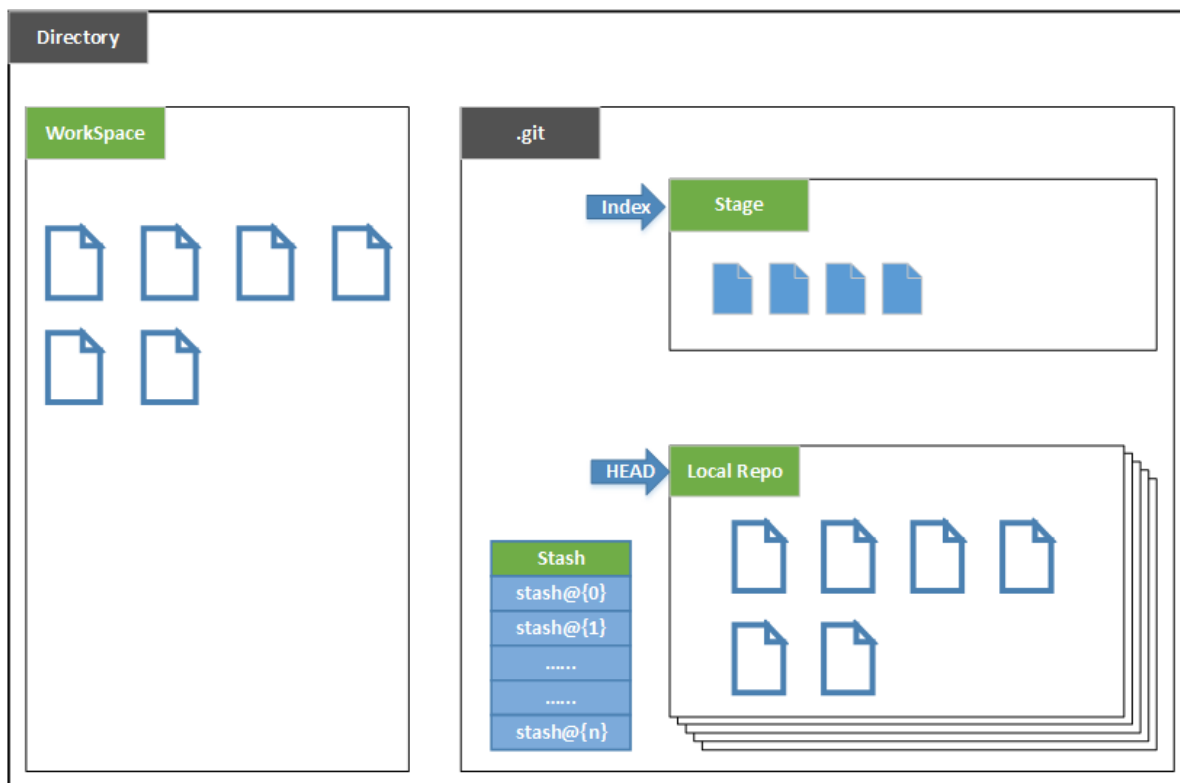 Directory
WorkSpace
.git
Index
Stage
HEAD
Local Repo
Stash
stash@{0}
stash@{1}
......
......
stash@{n}